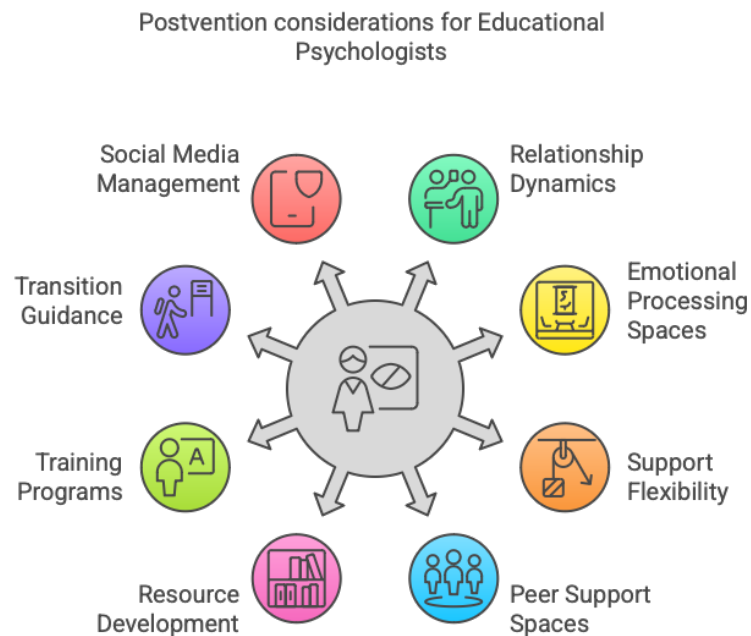 Postvention considerations for Educational
Psychologists
Social Media
Management
Relationship
Dynamics
Transition
Guidance
Emotional
Processing
Spaces
Training
Programs
A
Support
Flexibility
Resource
Development
Peer Support
Spaces